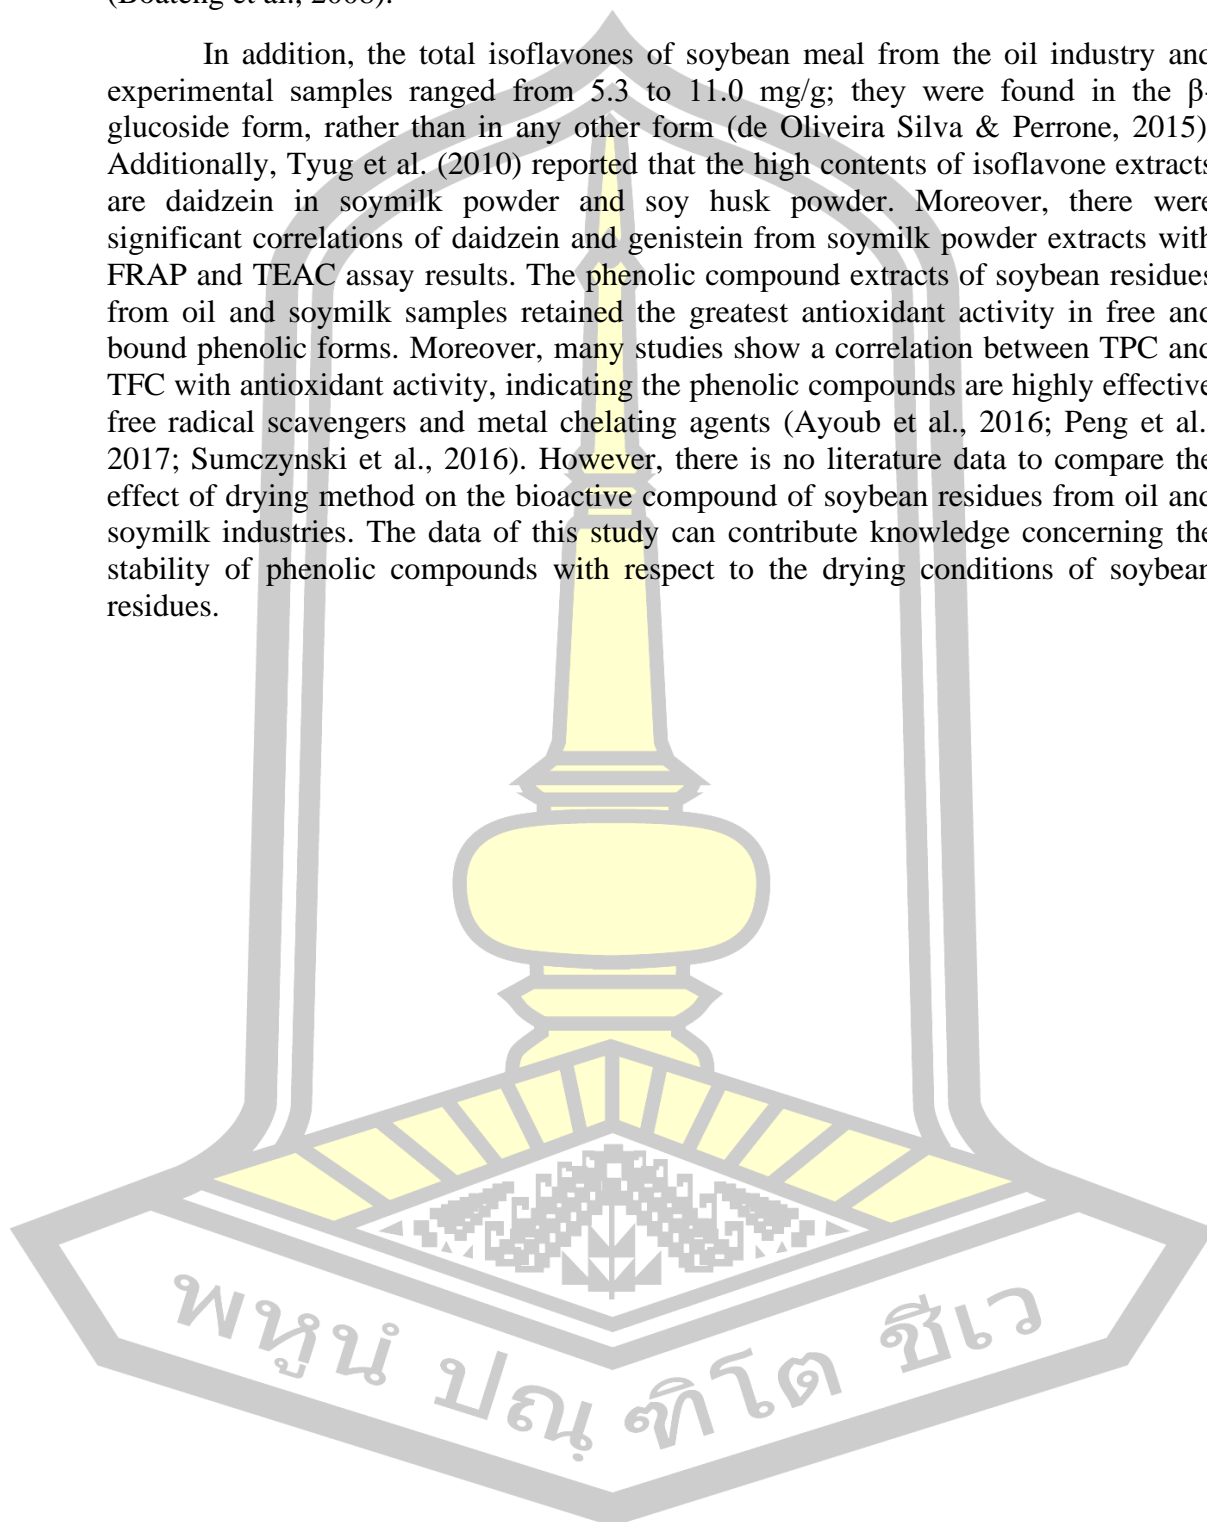 (Boateng et al., 2008).
In addition, the total isoflavones of soybean meal from the oil industry and
experimental samples ranged from 5.3 to 11.0 mg/g; they were found in the β-
glucoside form, rather than in any other form (de Oliveira Silva & Perrone, 2015)
Additionally, Tyug et al. (2010) reported that the high contents of isoflavone extracts
are daidzein in soymilk powder and soy husk powder. Moreover, there were
significant correlations of daidzein and genistein from soymilk powder extracts with
FRAP and TEAC assay results. The phenolic compound extracts of soybean residues
from oil and soymilk samples retained the greatest antioxidant activity in free and
bound phenolic forms. Moreover, many studies show a correlation between TPC and
TFC with antioxidant activity, indicating the phenolic compounds are highly effective
free radical scavengers and metal chelating agents (Ayoub et al., 2016; Peng et al.
2017; Sumczynski et al., 2016). However, there is no literature data to compare the
effect of drying method on the bioactive compound of soybean residues from oil and
soymilk industries. The data of this study can contribute knowledge concerning the
stability of phenolic compounds with respect to the drying conditions of soybean
residues.
พหูนํ ปณฺฑิโต ชีเว